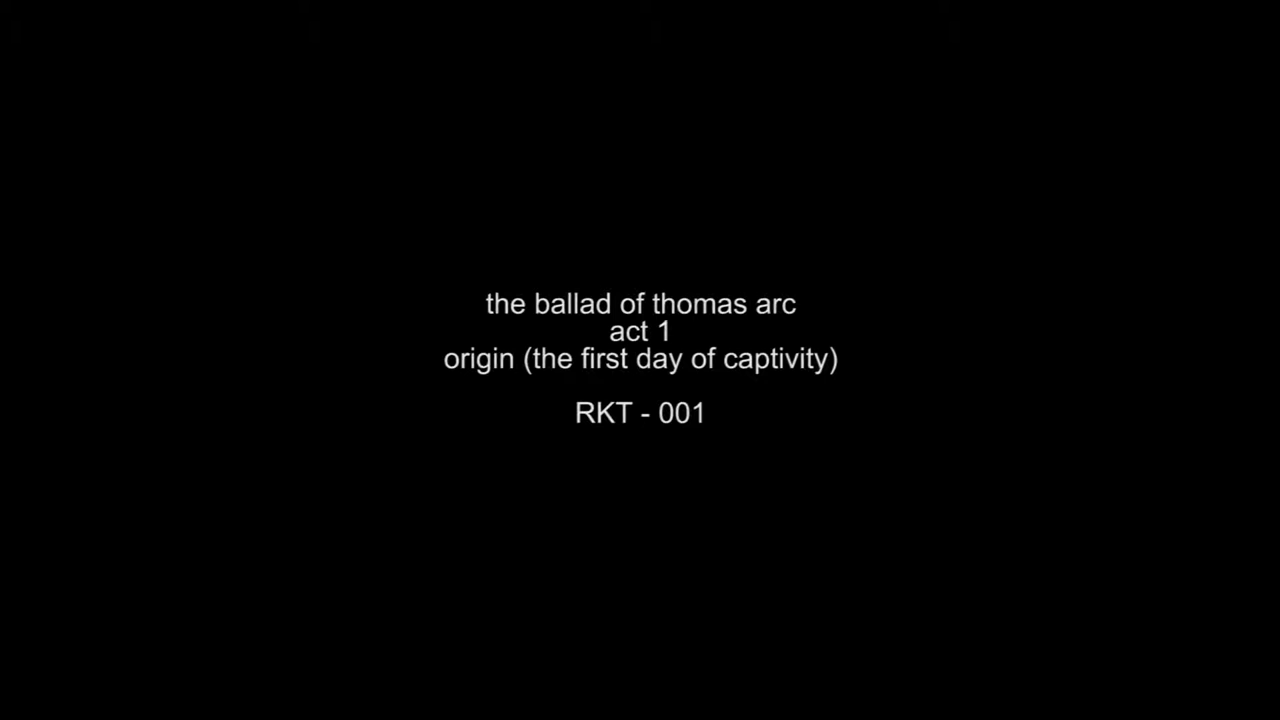 the ballad of thomas arc
act 1
origin (the first day of captivity)
RKT - 001